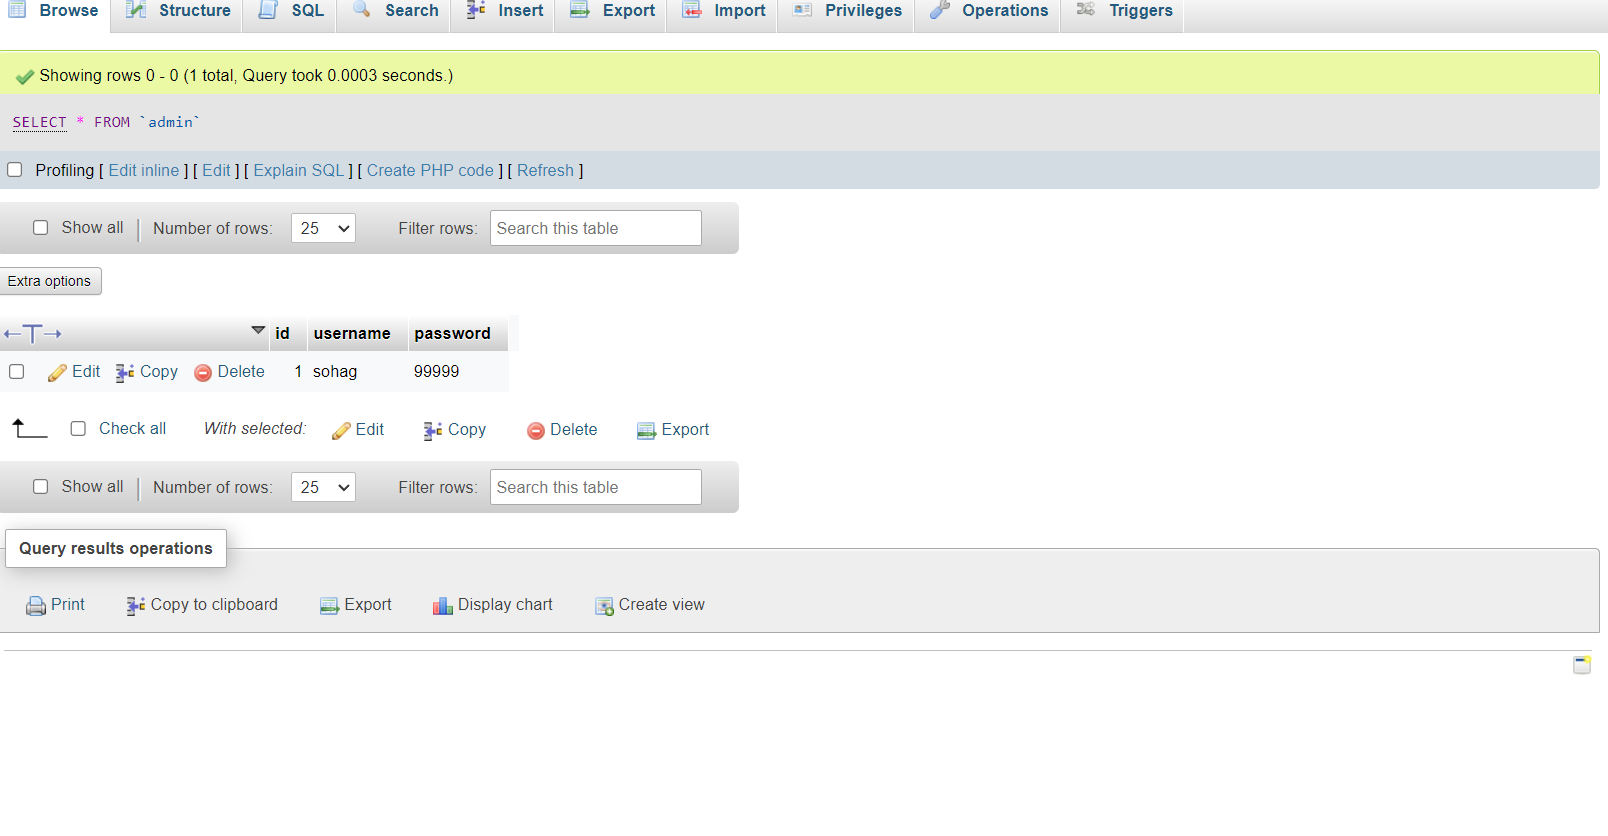 Browse Structure SQL Search Insert Export Import Privileges Operations Triggers
Showing rows 0 - 0 (1 total, Query took 0.0003 seconds.)
SELECT * FROM `admin`
Profiling [ Edit inline ] [ Edit ] [ Explain SQL ] [ Create PHP code ] [ Refresh ]
Show all Number of rows: 25 Filter rows: Search this table
Extra options
←T→ id username password
Edit Copy Delete 1 sohag 99999
Check all With selected: Edit Copy Delete Export
Show all Number of rows: 25 Filter rows: Search this table
Query results operations
Print Copy to clipboard Export Display chart Create view